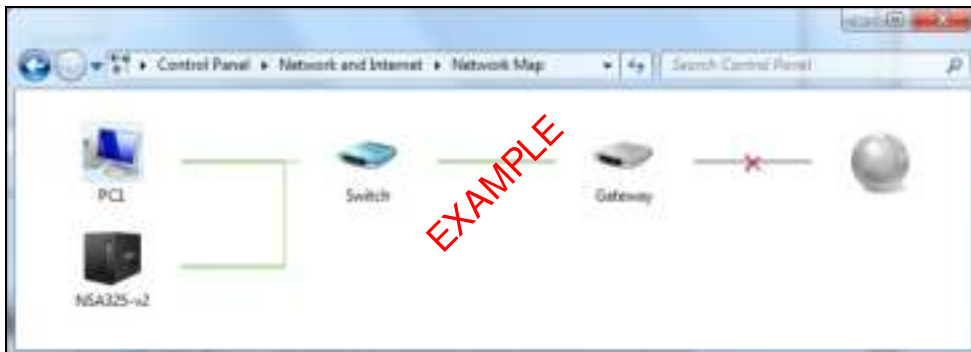 Control Panel ▸ Network and Internet ▸ Network Map
Search Control Panel
EXAMPLE
PC1
Switch
Gateway
NSA325-v2